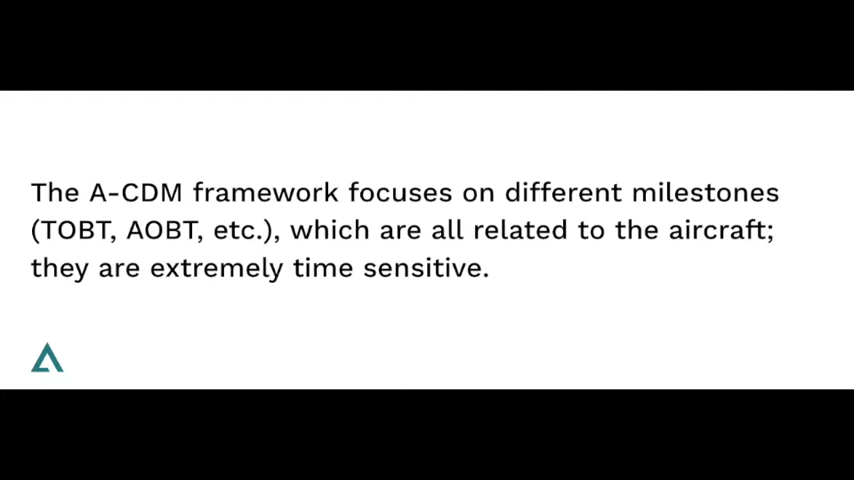 The A-CDM framework focuses on different milestones
(TOBT, AOBT, etc.), which are all related to the aircraft;
they are extremely time sensitive.